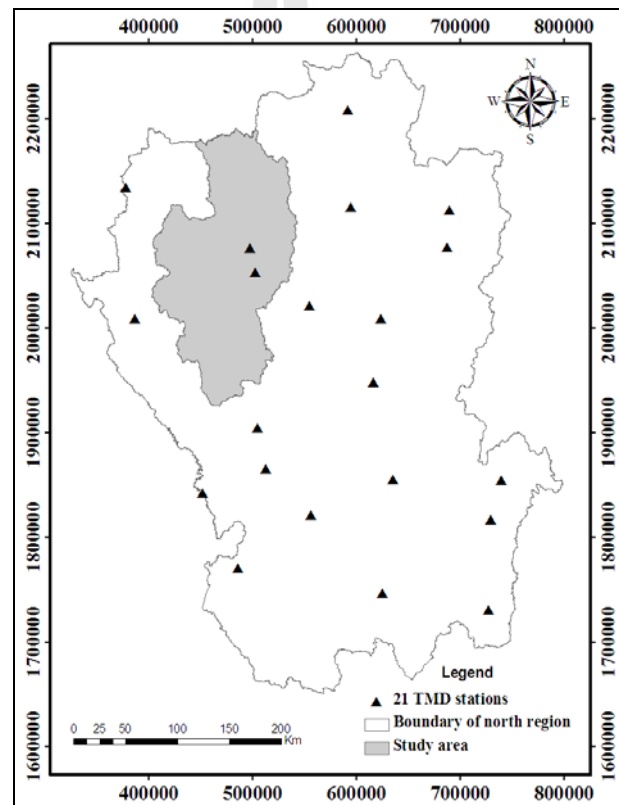 400000 500000 600000 700000 800000
N
W E
S
2200000 2200000
2100000 2100000
2000000 2000000
1900000 1900000
1800000 1800000
1700000 1700000
1600000 1600000
Legend
21 TMD stations
Boundary of north region
Study area
0 25 50 100 150 200
Km
400000 500000 600000 700000 800000